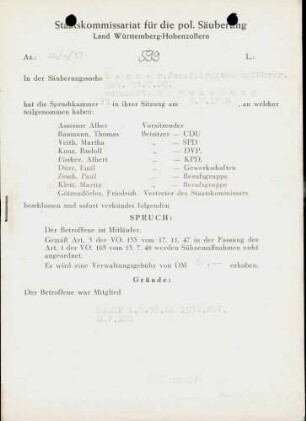 Staatskommissariat für die pol. Säuberung
Land Württemberg-Hohenzollern
Az.: L.:
In der Säuberungssache
hat die Spruchkammer in ihrer Sitzung am , an welcher
teilgenommen haben:
Assessor Alber Vorsitzender
Baumann, Thomas Beisitzer — CDU
Veith, Martha „ — SPD
Konz, Rudolf „ — DVP,
Fischer, Albert „ — KPD,
Dürr, Emil „ — Gewerkschaften
Zenth, Paul „ — Berufsgruppe
Klett, Martin „ — Berufsgruppe
Göttendörfer, Friedrich Vertreter des Staatskommissars
beschlossen und sofort verkündet folgenden
SPRUCH:
Der Betroffene ist Mitläufer.
Gemäß Art. 3 der VO. 133 vom 17. 11. 47 in der Fassung des
Art. 1 der VO. 165 vom 13. 7. 48 werden Sühnemaßnahmen nicht
angeordnet.
Es wird eine Verwaltungsgebühr von DM erhoben.
Gründe:
Der Betroffene war Mitglied